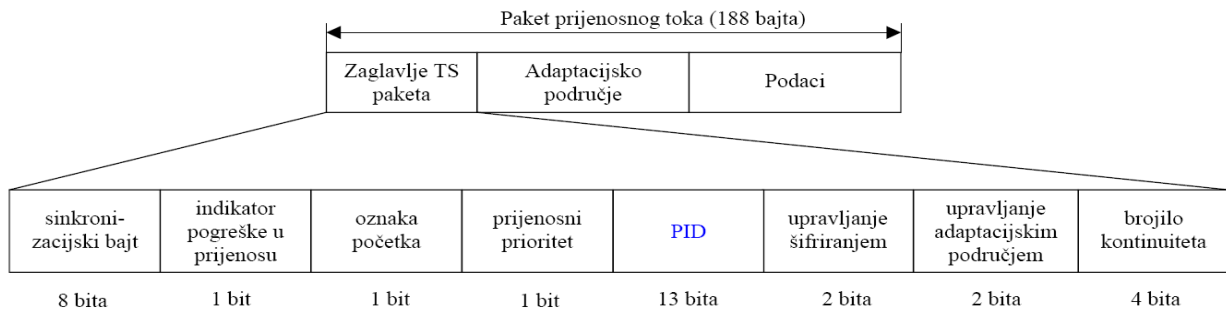 Paket prijenosnog toka (188 bajta)
Zaglavlje TS
paketa
Adaptacijsko
područje
Podaci
sinkroni-
zacijski bajt
indikator
pogreške u
prijenosu
oznaka
početka
prijenosni
prioritet
PID
upravljanje
šifriranjem
upravljanje
adaptacijskim
područjem
brojilo
kontinuiteta
8 bita
1 bit
1 bit
1 bit
13 bita
2 bita
2 bita
4 bita